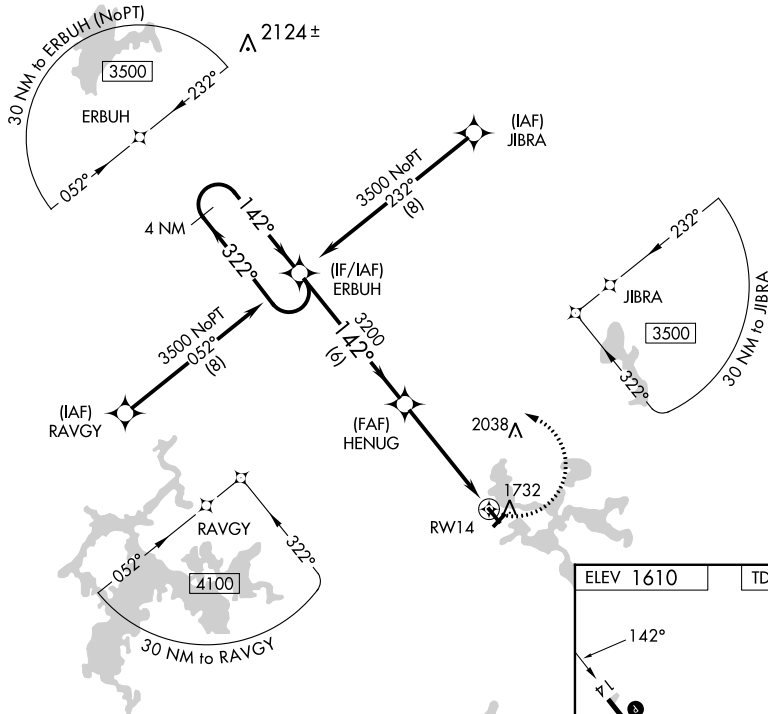 30 NM to ERBUH (NoPT)
2124±
3500
232°
ERBUH
052°
(IAF)
JIBRA
3500 NoPT
232°
(8)
142°
4 NM
322°
(IF/IAF)
ERBUH
232°
JIBRA
3500
322°
30 NM to JIBRA
3200
142°
(6)
3500 NoPT
052°
(8)
(IAF)
RAVGY
(FAF)
HENUG
2038
1732
RW14
RAVGY
052°
322°
4100
30 NM to RAVGY
ELEV 1610
TD
142°
14
P